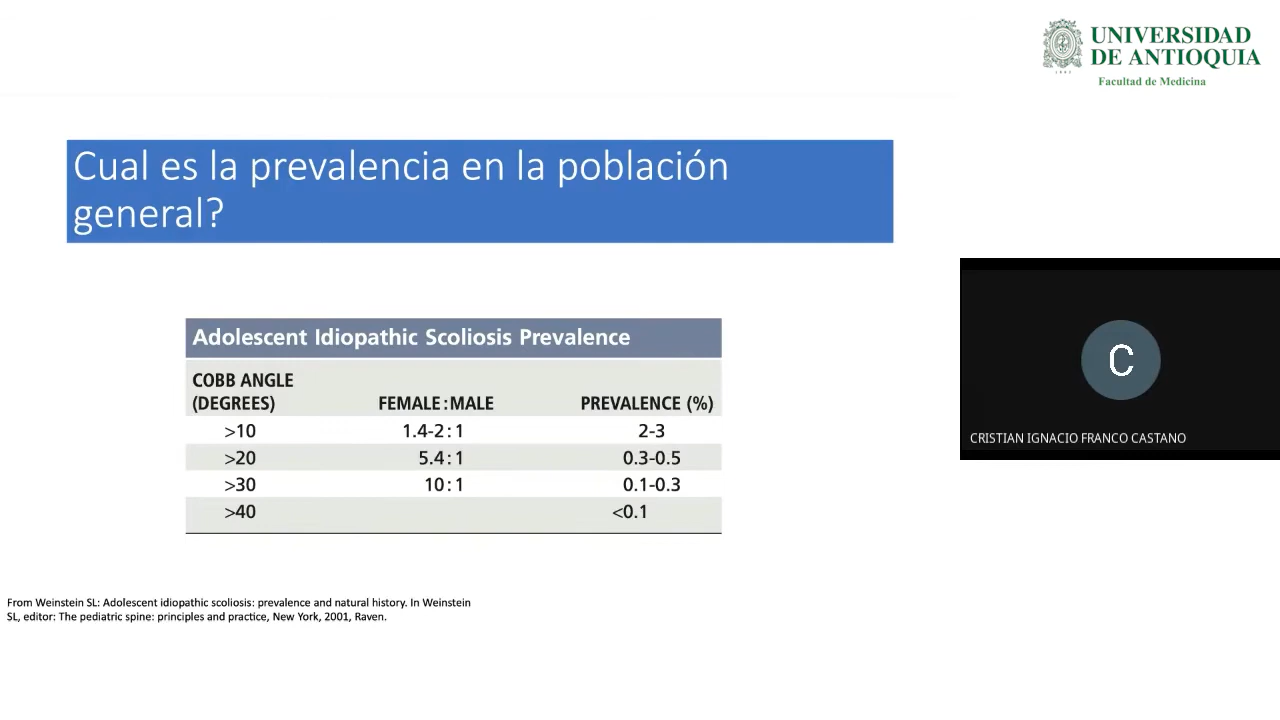 UNIVERSIDAD
DE ANTIOQUIA
1803
Facultad de Medicina
Cual es la prevalencia en la población
general?
Adolescent Idiopathic Scoliosis Prevalence
COBB ANGLE
(DEGREES) FEMALE:MALE PREVALENCE (%)
>10 1.4-2:1 2-3
>20 5.4:1 0.3-0.5
>30 10:1 0.1-0.3
>40 <0.1
C
CRISTIAN IGNACIO FRANCO CASTANO
From Weinstein SL: Adolescent idiopathic scoliosis: prevalence and natural history. In Weinstein
SL, editor: The pediatric spine: principles and practice, New York, 2001, Raven.